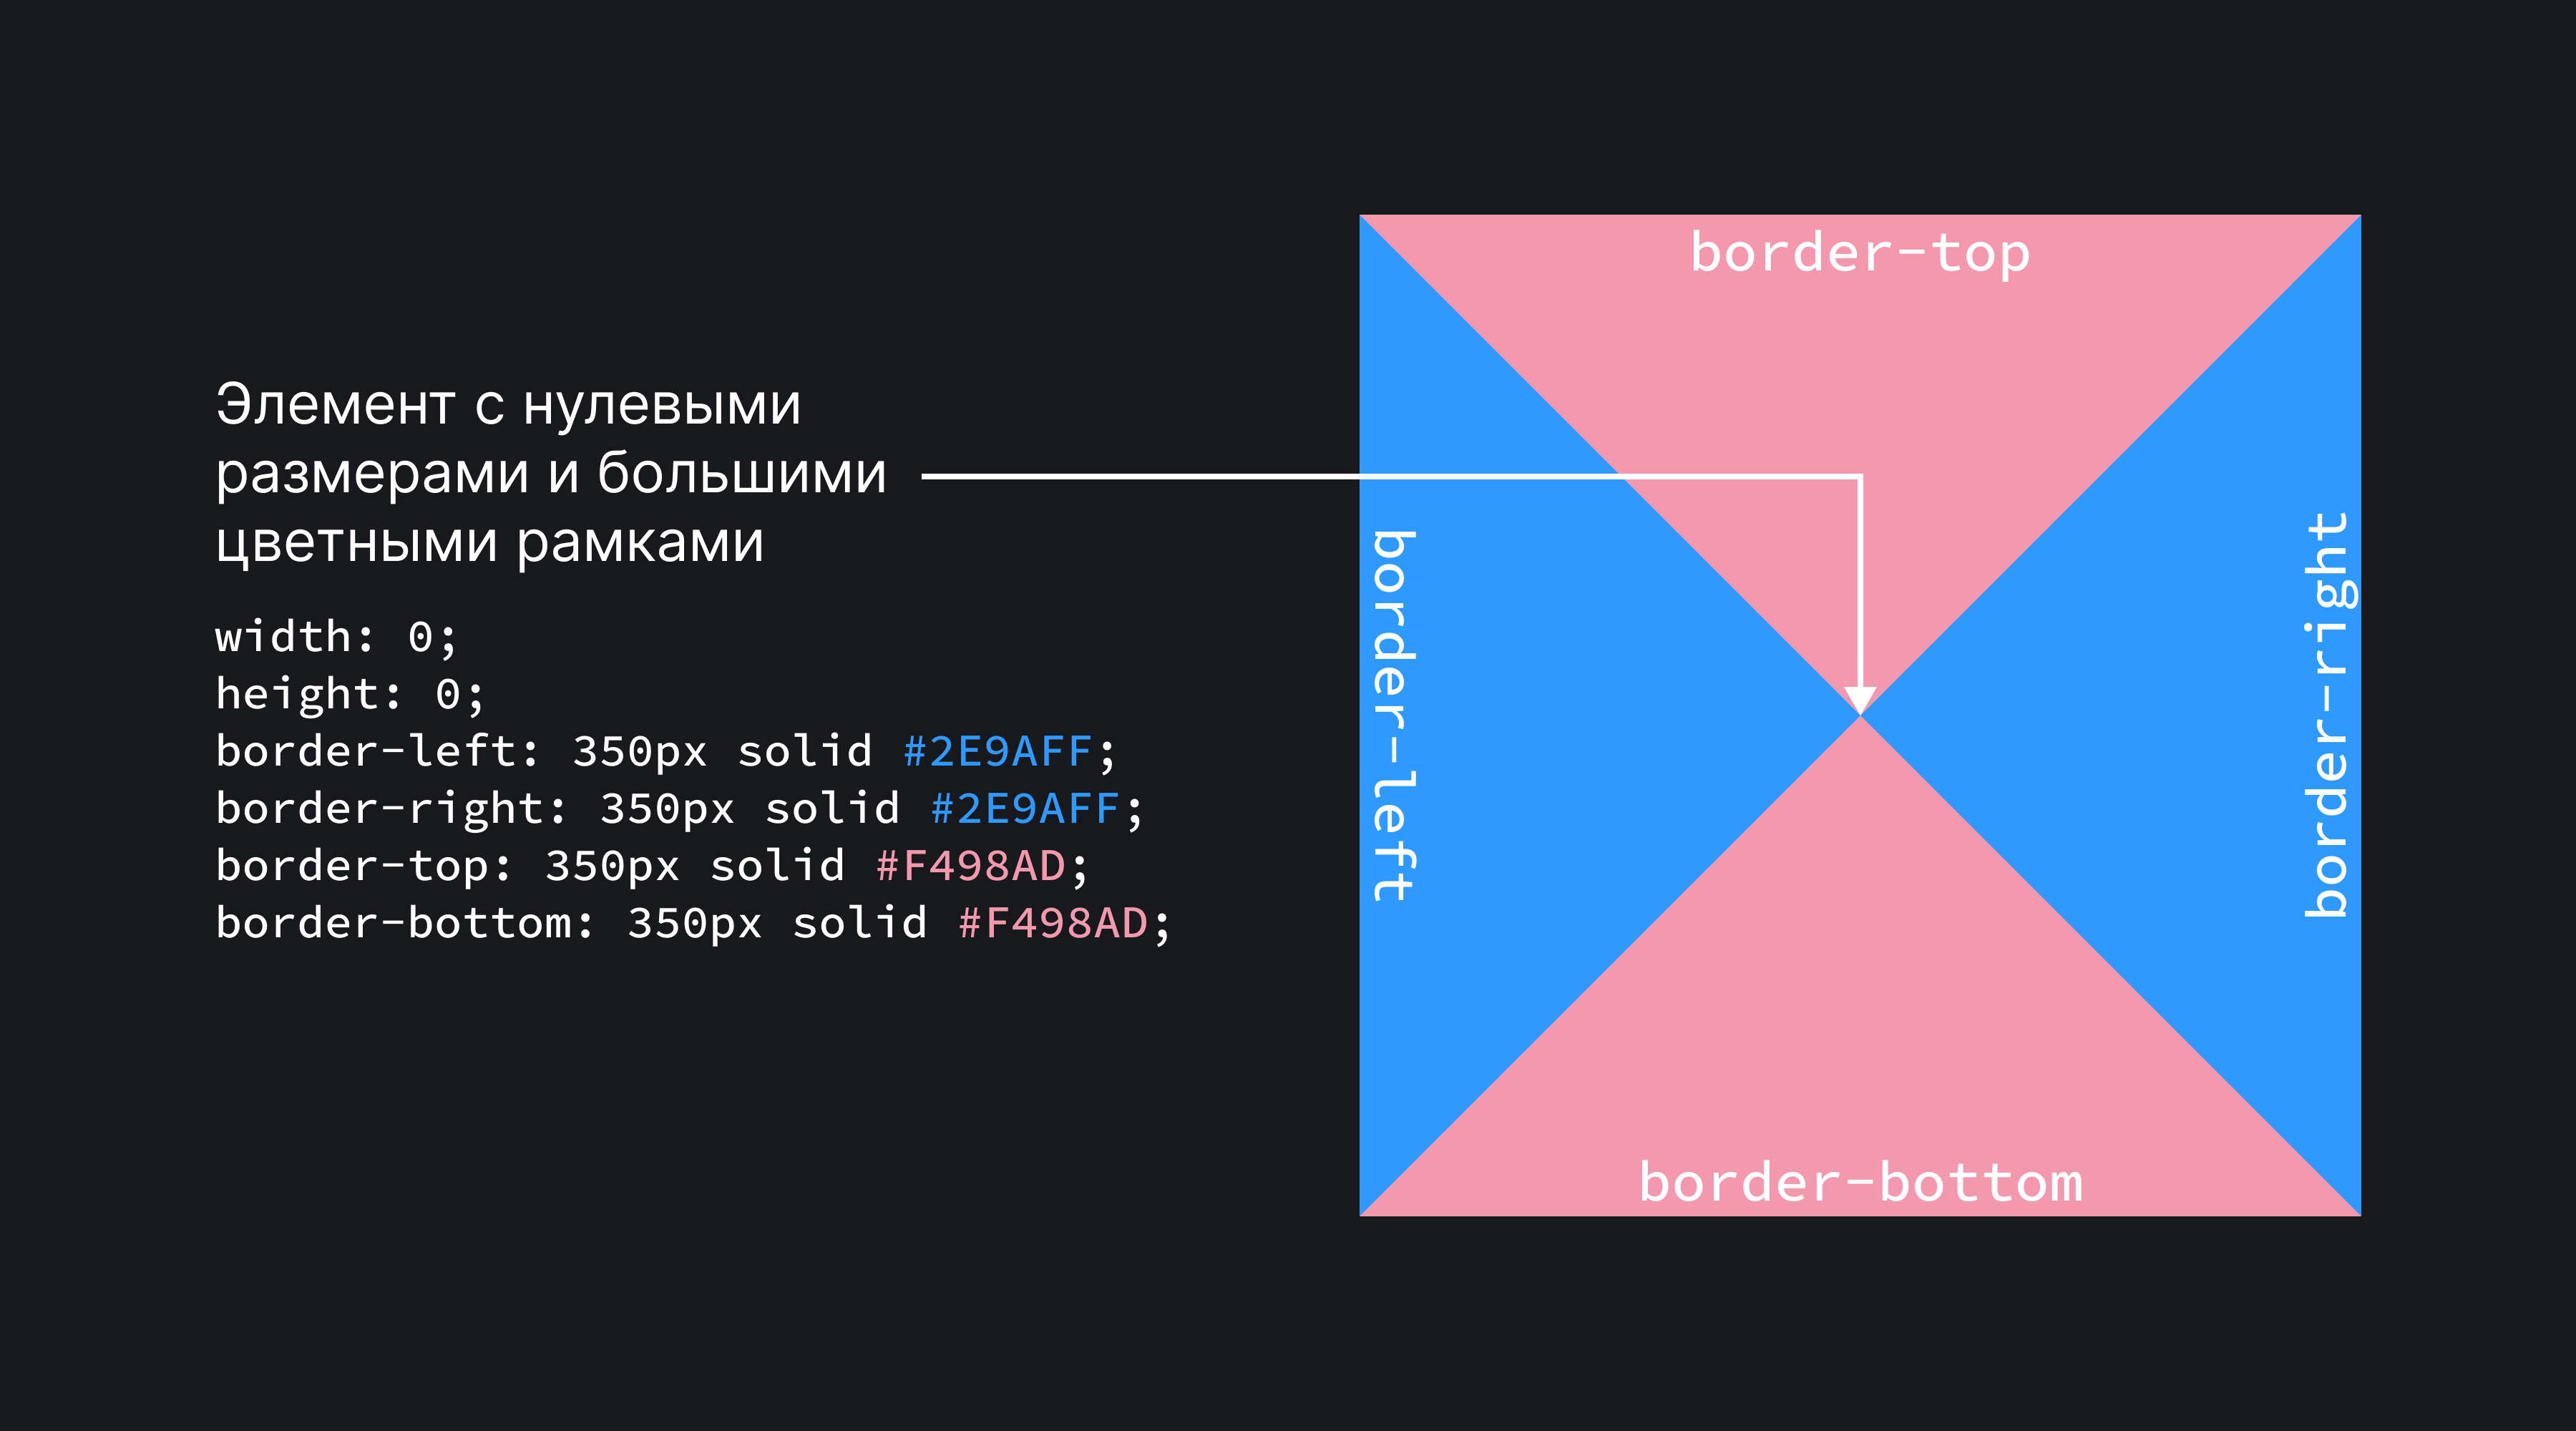 Элемент с нулевыми
размерами и большими
цветными рамками
width: 0;
height: 0;
border-left: 350px solid #2E9AFF;
border-right: 350px solid #2E9AFF;
border-top: 350px solid #F498AD;
border-bottom: 350px solid #F498AD;
border-top
border-left
border-right
border-bottom